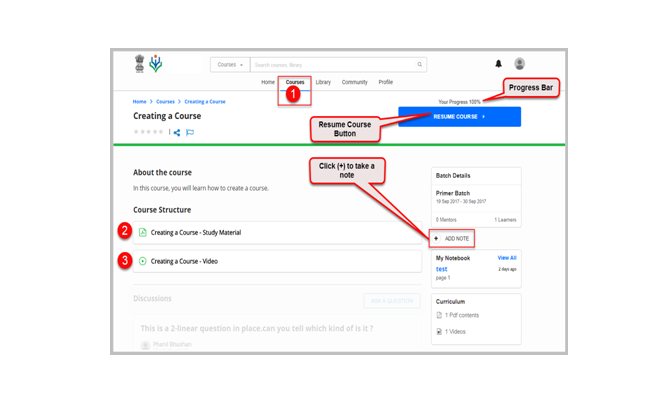 Courses
Search courses, library
Home Courses Library Community Profile
1
Progress Bar
Home > Courses > Creating a Course
Your Progress 100%
Creating a Course
RESUME COURSE >
Resume Course
Button
Click (+) to take a
note
About the course
In this course, you will learn how to create a course.
Batch Details
Primer Batch
19 Sep 2017 - 30 Sep 2017
0 Mentors 1 Learners
Course Structure
2 Creating a Course - Study Material
+ ADD NOTE
3 Creating a Course - Video
My Notebook View All
test 2 days ago
page 1
Discussions
ASK A QUESTION
Curriculum
1 Pdf contents
1 Videos
This is a 2-linear question in place.can you tell which kind of is it ?
Phanil Bhushan